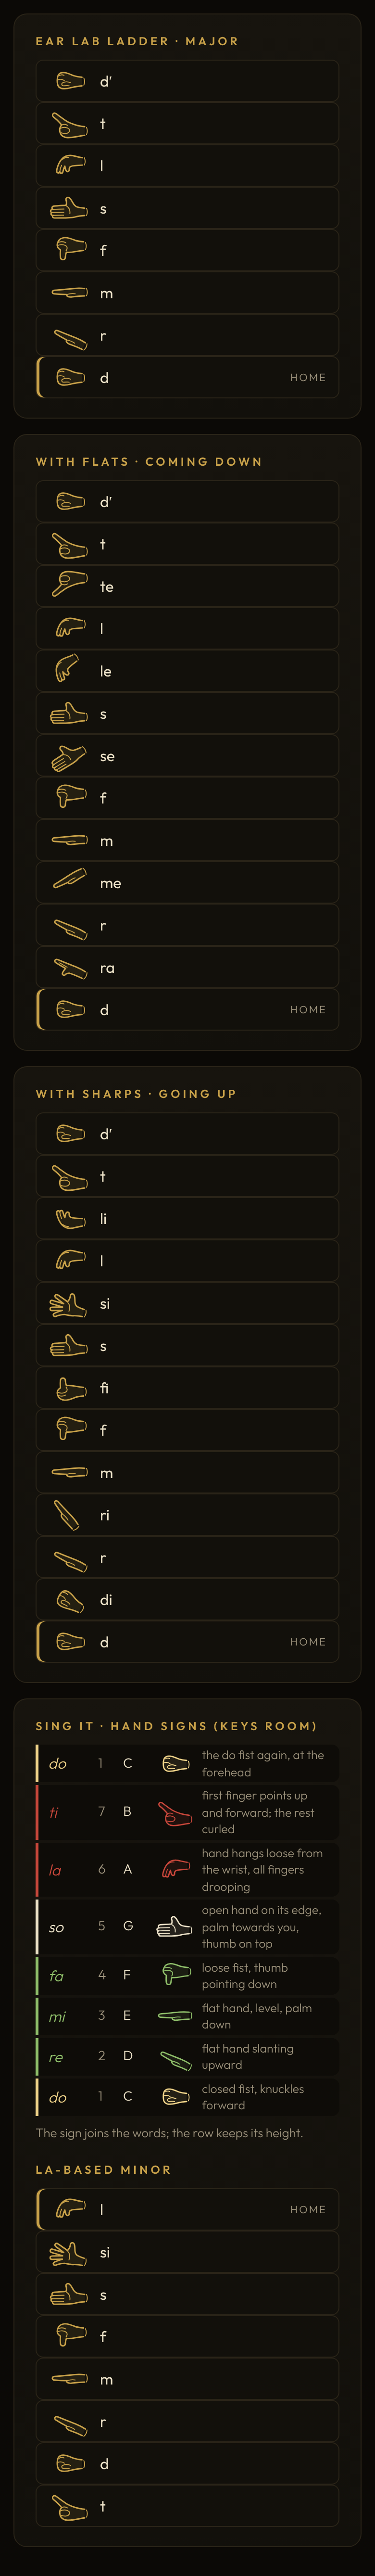 EAR LAB LADDER · MAJOR
d′
t
l
s
f
m
r
d HOME
WITH FLATS · COMING DOWN
d′
t
te
l
le
s
se
f
m
me
r
ra
d HOME
WITH SHARPS · GOING UP
d′
t
li
l
si
s
fi
f
m
ri
r
di
d HOME
SING IT · HAND SIGNS (KEYS ROOM)
do 1 C the do fist again, at the
forehead
ti 7 B first finger points up
and forward; the rest
curled
la 6 A hand hangs loose from
the wrist, all fingers
drooping
so 5 G open hand on its edge,
palm towards you,
thumb on top
fa 4 F loose fist, thumb
pointing down
mi 3 E flat hand, level, palm
down
re 2 D flat hand slanting
upward
do 1 C closed fist, knuckles
forward
The sign joins the words; the row keeps its height.
LA-BASED MINOR
l HOME
si
s
f
m
r
d
t